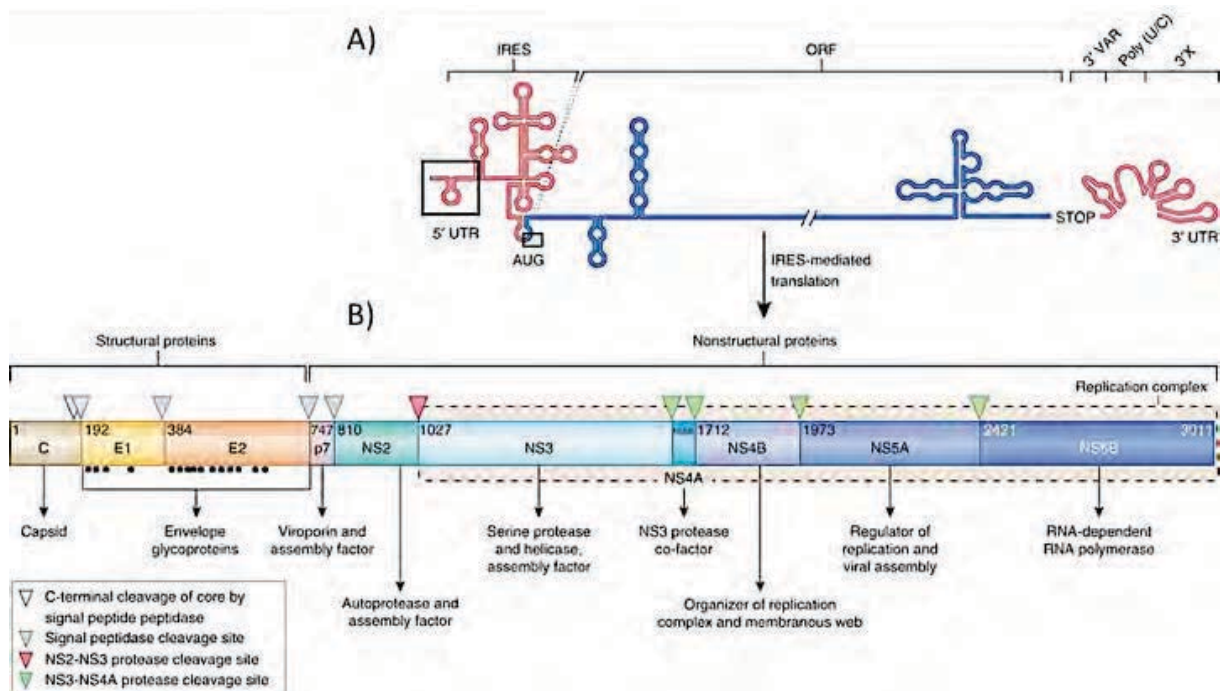 A)
IRES
ORF
3' VAR
Poly (U/C)
3'X
5' UTR
AUG
STOP
3' UTR
IRES-mediated
translation
B)
Structural proteins
Nonstructural proteins
Replication complex
1
192
384
747
810
1027
1712
1973
2421
3011
C
E1
E2
p7
NS2
NS3
NS4B
NS5A
NS5B
NS4A
Capsid
Envelope
glycoproteins
Viroporin and
assembly factor
Serine protease
and helicase,
assembly factor
NS3 protease
co-factor
Regulator of
replication and
viral assembly
RNA-dependent
RNA polymerase
Autoprotease and
assembly factor
Organizer of replication
complex and membranous web
C-terminal cleavage of core by
signal peptide peptidase
Signal peptidase cleavage site
NS2-NS3 protease cleavage site
NS3-NS4A protease cleavage site